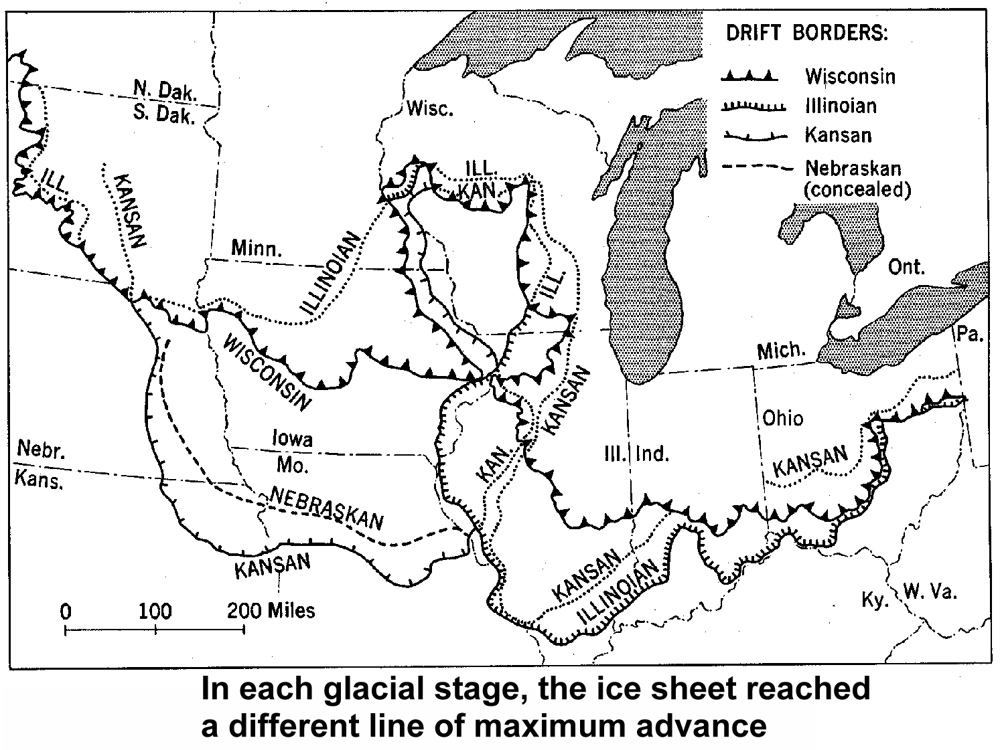 DRIFT BORDERS:
Wisconsin
Illinoian
Kansan
Nebraskan
(concealed)
N. Dak.
S. Dak.
Wisc.
ILL.
KAN.
ILL.
KANSAN
Minn.
ILLINOIAN
Ont.
ILL.
Pa.
Mich.
WISCONSIN
KANSAN
Ohio
Iowa
Mo.
Nebr.
Kans.
KAN.
Ill. Ind.
KANSAN
NEBRASKAN
KANSAN
KANSAN
ILLINOIAN
Ky.
W. Va.
0 100 200 Miles
In each glacial stage, the ice sheet reached
a different line of maximum advance